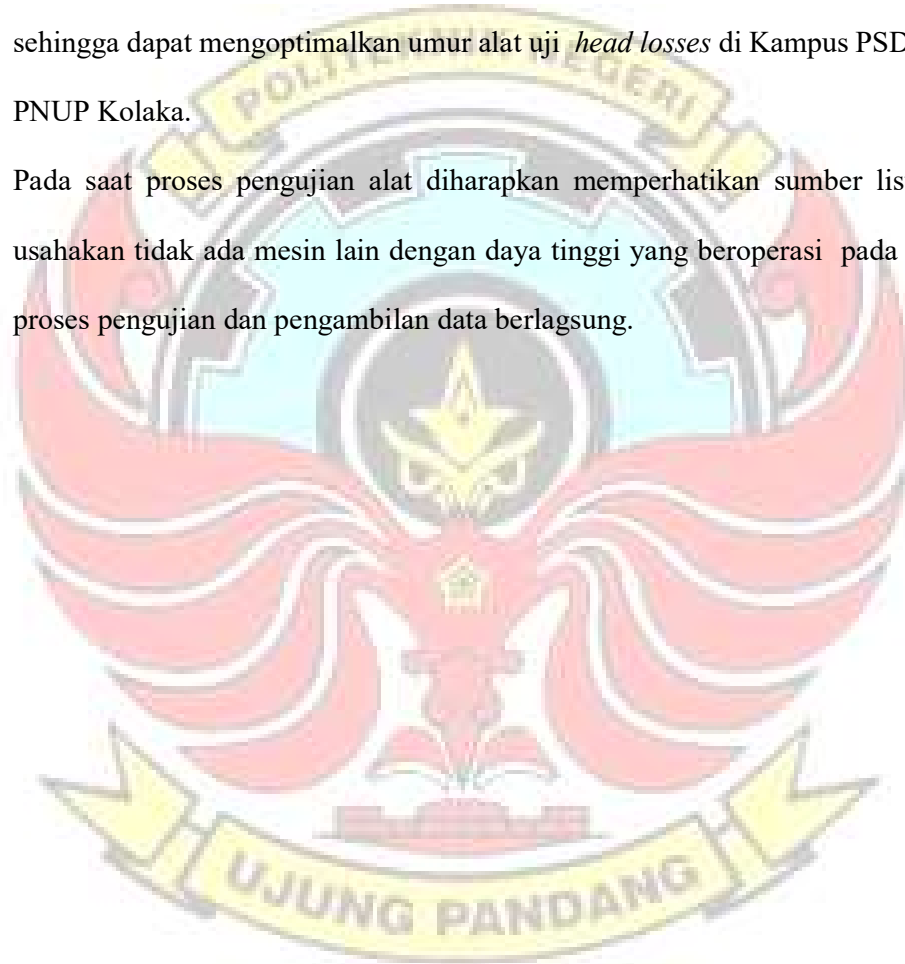 sehingga dapat mengoptimalkan umur alat uji head losses di Kampus PSD
PNUP Kolaka.
Pada saat proses pengujian alat diharapkan memperhatikan sumber lis
usahakan tidak ada mesin lain dengan daya tinggi yang beroperasi pada
proses pengujian dan pengambilan data berlagsung.
POLITEKNIK NEGERI
UJUNG PANDANG